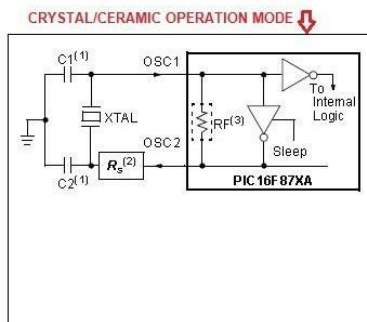 CRYSTAL/CERAMIC OPERATION MODE
C1(1)
OSC1
To
Internal
Logic
XTAL
RF(3)
OSC2
Sleep
C2(1)
Rs(2)
PIC16F87XA